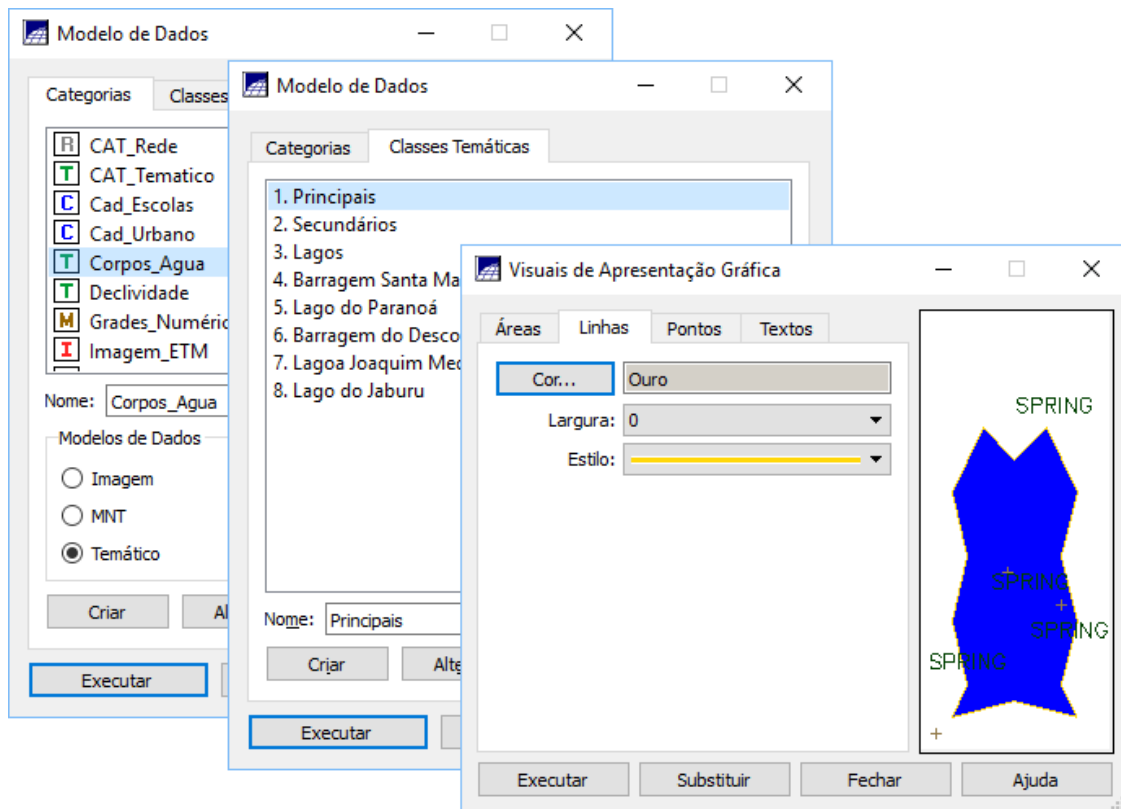 Modelo de Dados
Categorias
Classes
R CAT_Rede
T CAT_Tematico
C Cad_Escolas
C Cad_Urbano
T Corpos_Agua
T Declividade
M Grades_Numéric
I Imagem_ETM
Nome: Corpos_Agua
Modelos de Dados
Imagem
MNT
Temático
Criar
Al
Executar
Modelo de Dados
Categorias
Classes Temáticas
1. Principais
2. Secundários
3. Lagos
4. Barragem Santa Ma
5. Lago do Paranoá
6. Barragem do Desco
7. Lagoa Joaquim Med
8. Lago do Jaburu
Nome: Principais
Criar
Alte
Executar
Visuais de Apresentação Gráfica
Áreas
Linhas
Pontos
Textos
Cor... Ouro
Largura: 0
Estilo:
SPRING
SPRING
SPRING
SPRING
Executar
Substituir
Fechar
Ajuda